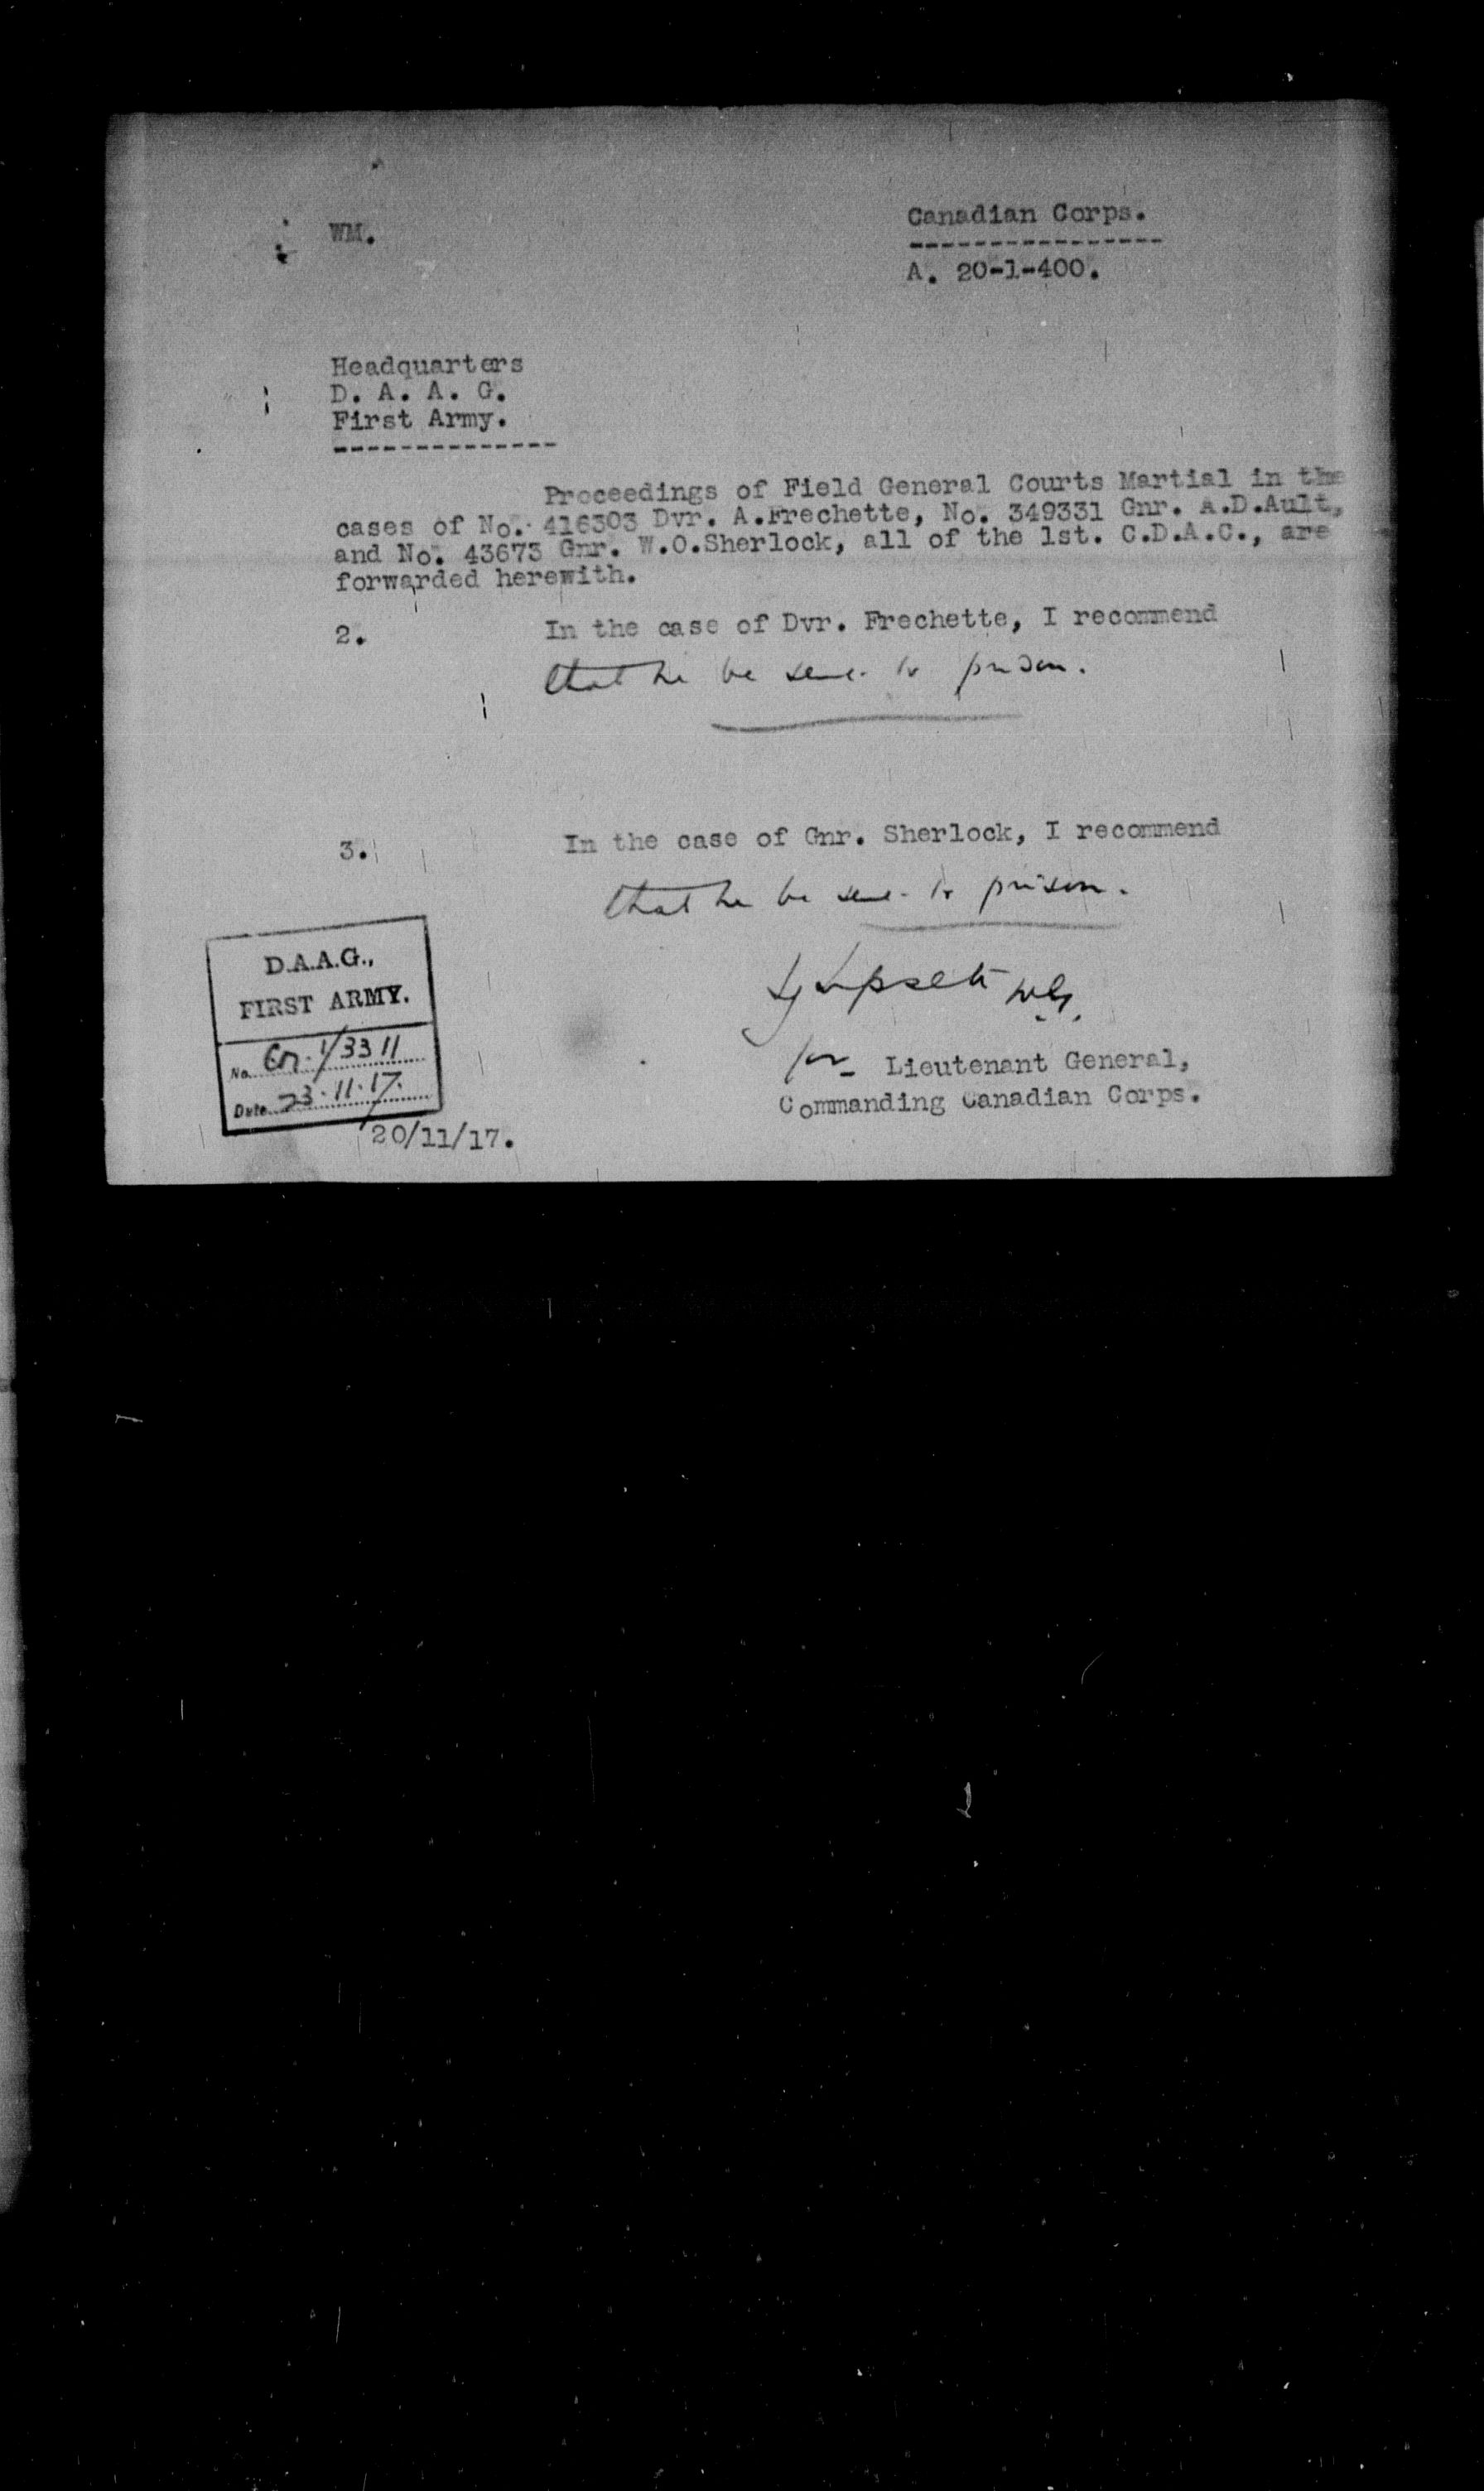 WM.
Canadian Corps.
A. 20-1-400.
Headquarters
D. A. A. G.
First Army.
Proceedings of Field General Courts Martial in the
cases of No. 416303 Dvr. A.Frechette, No. 349331 Gnr. A.D.Ault,
and No. 43673 Gnr. W.O.Sherlock, all of the 1st. C.D.A.C., are
forwarded herewith.
2. In the case of Dvr. Frechette, I recommend
that he be sent to prison.
3. In the case of Gnr. Sherlock, I recommend
that he be sent to prison.
Lipsett
for Lieutenant General,
Commanding Canadian Corps.
D.A.A.G.,
FIRST ARMY.
No. 1/3311
Date 23.11.17.
20/11/17.